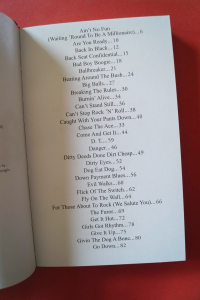 Ain't No Fun
(Waiting 'Round To Be A Millionaire)... 6
Are You Ready... 10
Back In Black... 12
Back Seat Confidential... 15
Bad Boy Boogie... 18
Ballbreaker... 21
Beating Around The Bush... 24
Big Balls... 27
Breaking The Rules... 30
Burnin' Alive... 34
Can't Stand Still... 36
Can't Stop Rock 'N' Roll... 38
Caught With Your Pants Down... 40
Chase The Ace... 33
Come And Get It... 44
D. T.... 59
Danger... 46
Dirty Deeds Done Dirt Cheap... 49
Dirty Eyes... 52
Dog Eat Dog... 54
Down Payment Blues... 56
Evil Walks... 60
Flick Of The Switch... 62
Fly On The Wall... 64
For Those About To Rock (We Salute You)... 66
The Furor... 69
Get It Hot... 72
Girls Got Rhythm... 78
Give It Up... 75
Given The Dog A Bone... 80
Go Down... 82